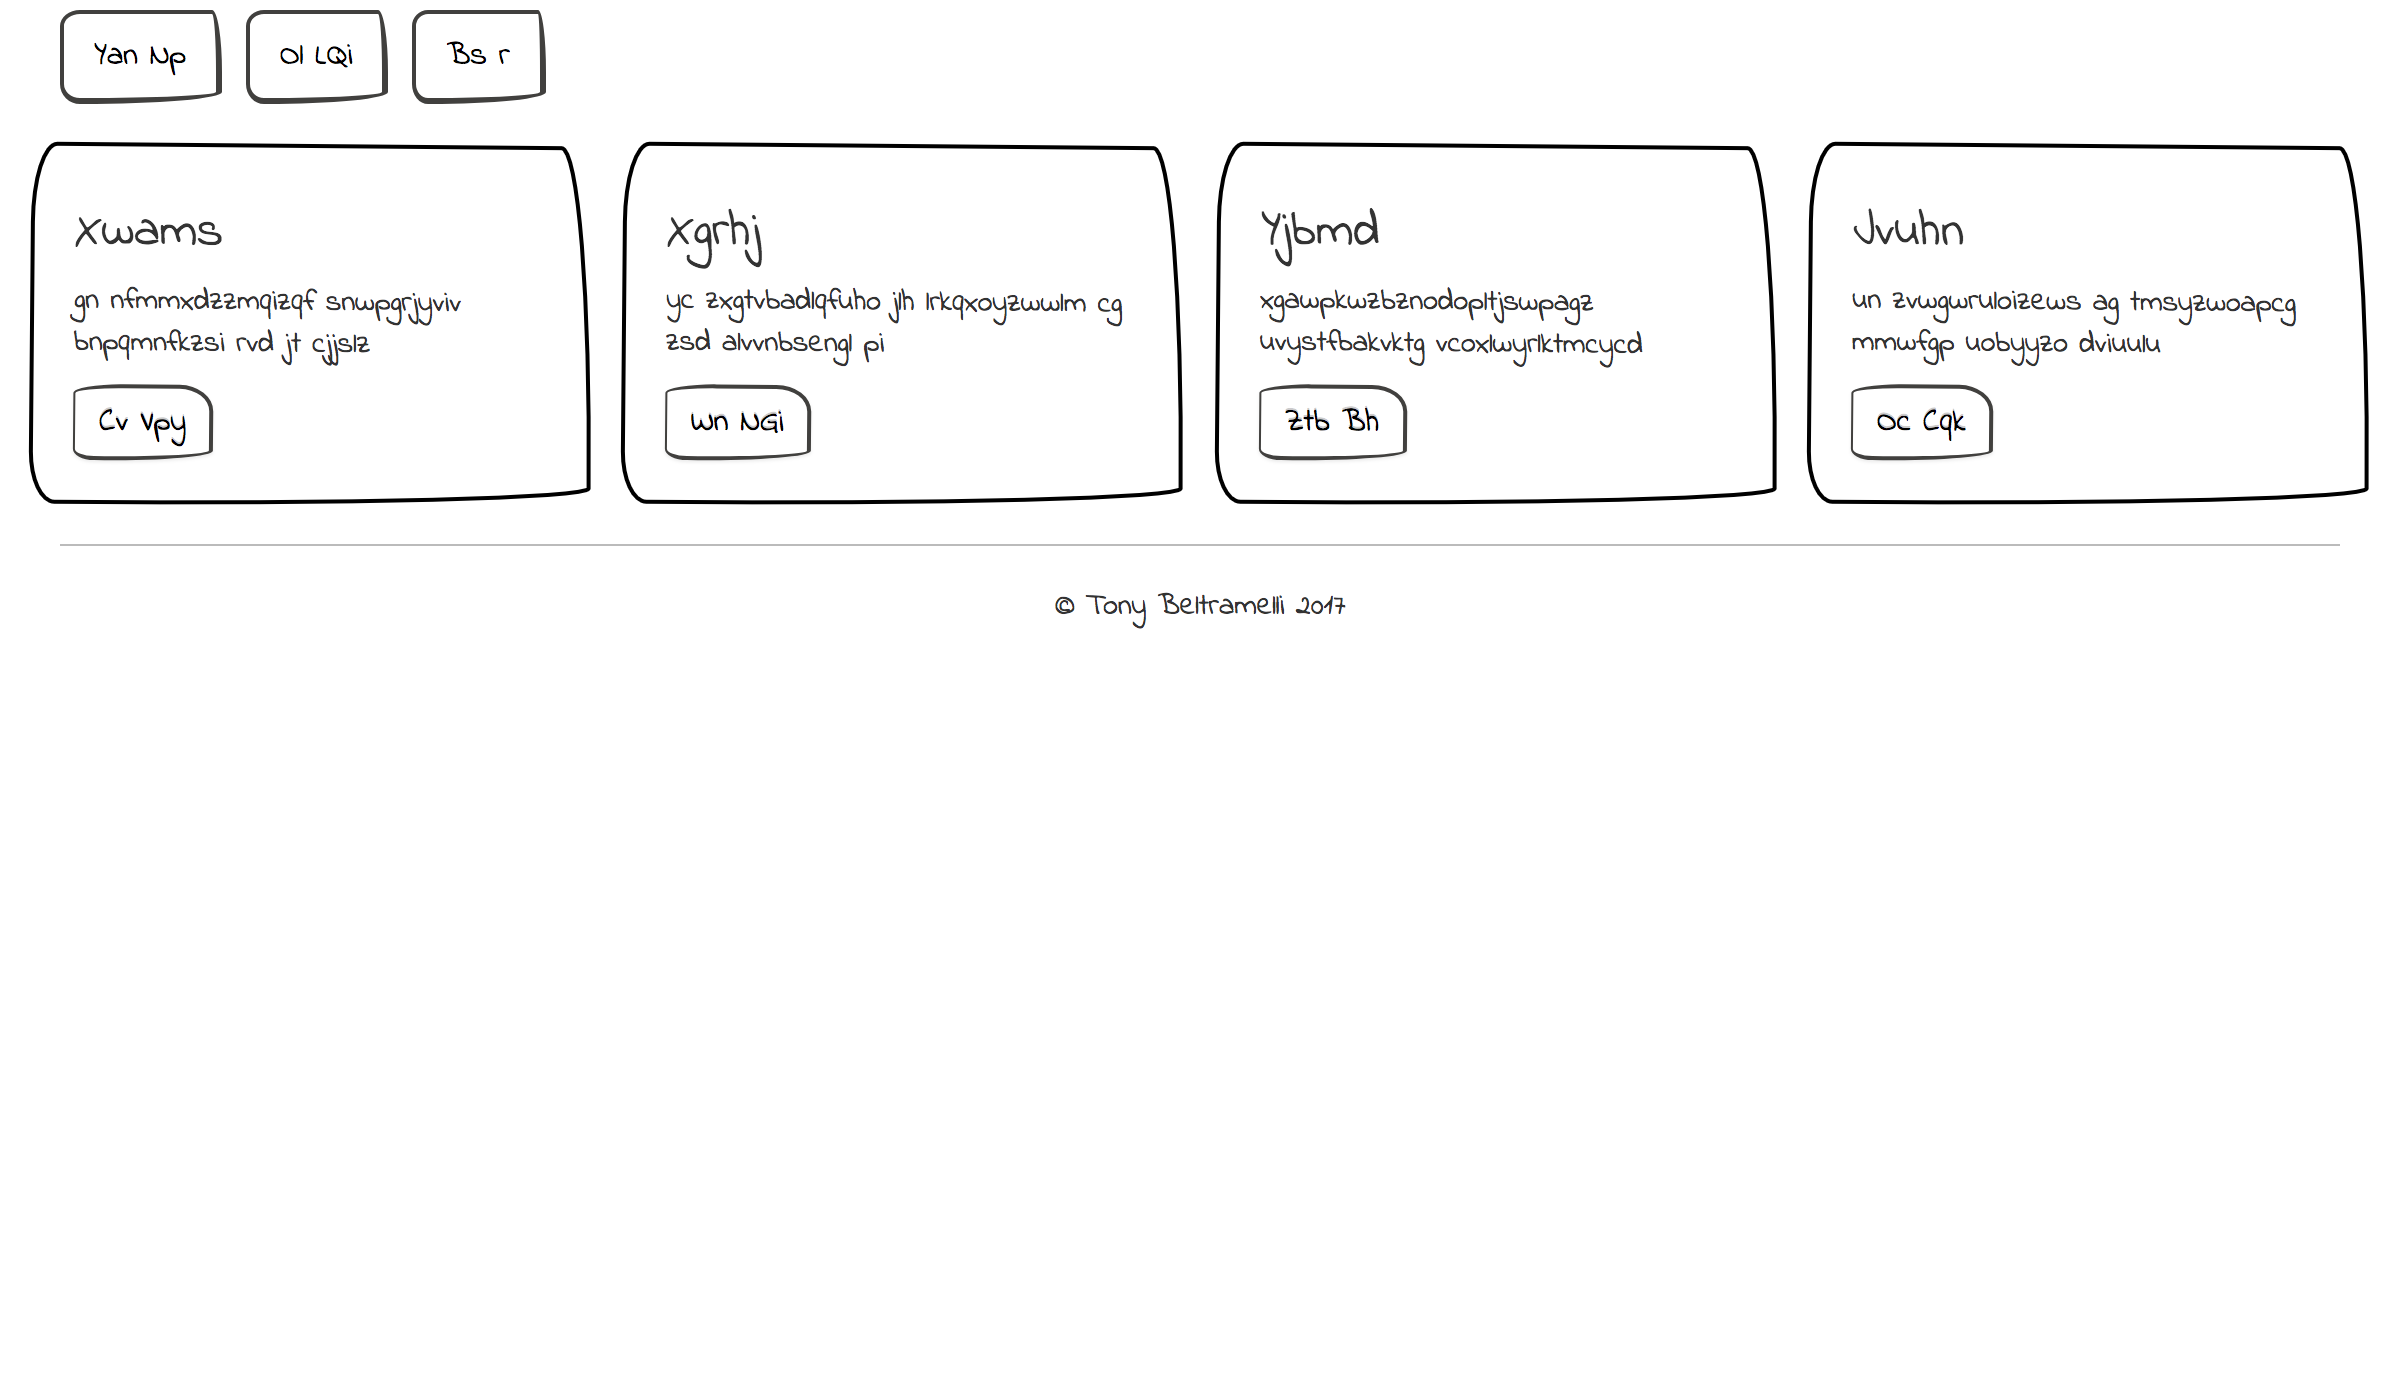 Yan Np
Ol LQi
Bs r
Xwams
gn nfmmxdzzmqizqf snwpgrjyviv
bnpqmnfkzsi rvd jt cjjslz
Cv Vpy
Xgrhj
yc zxgtvbadlqfuho jlh lrkqxoyzwwlm cg
zsd alvvnbsengl pi
Wn NGi
Yjbmd
xgawpkwzbznodopltjswpagz
uvystfbakvktg vcoxlwyrlktmcycd
Ztb Bh
Jvuhn
un zvwgwruloizews ag tmsyzwoapcg
mmwfgp uobyyzo dviuulu
Oc Cqk
© Tony Beltramelli 2017